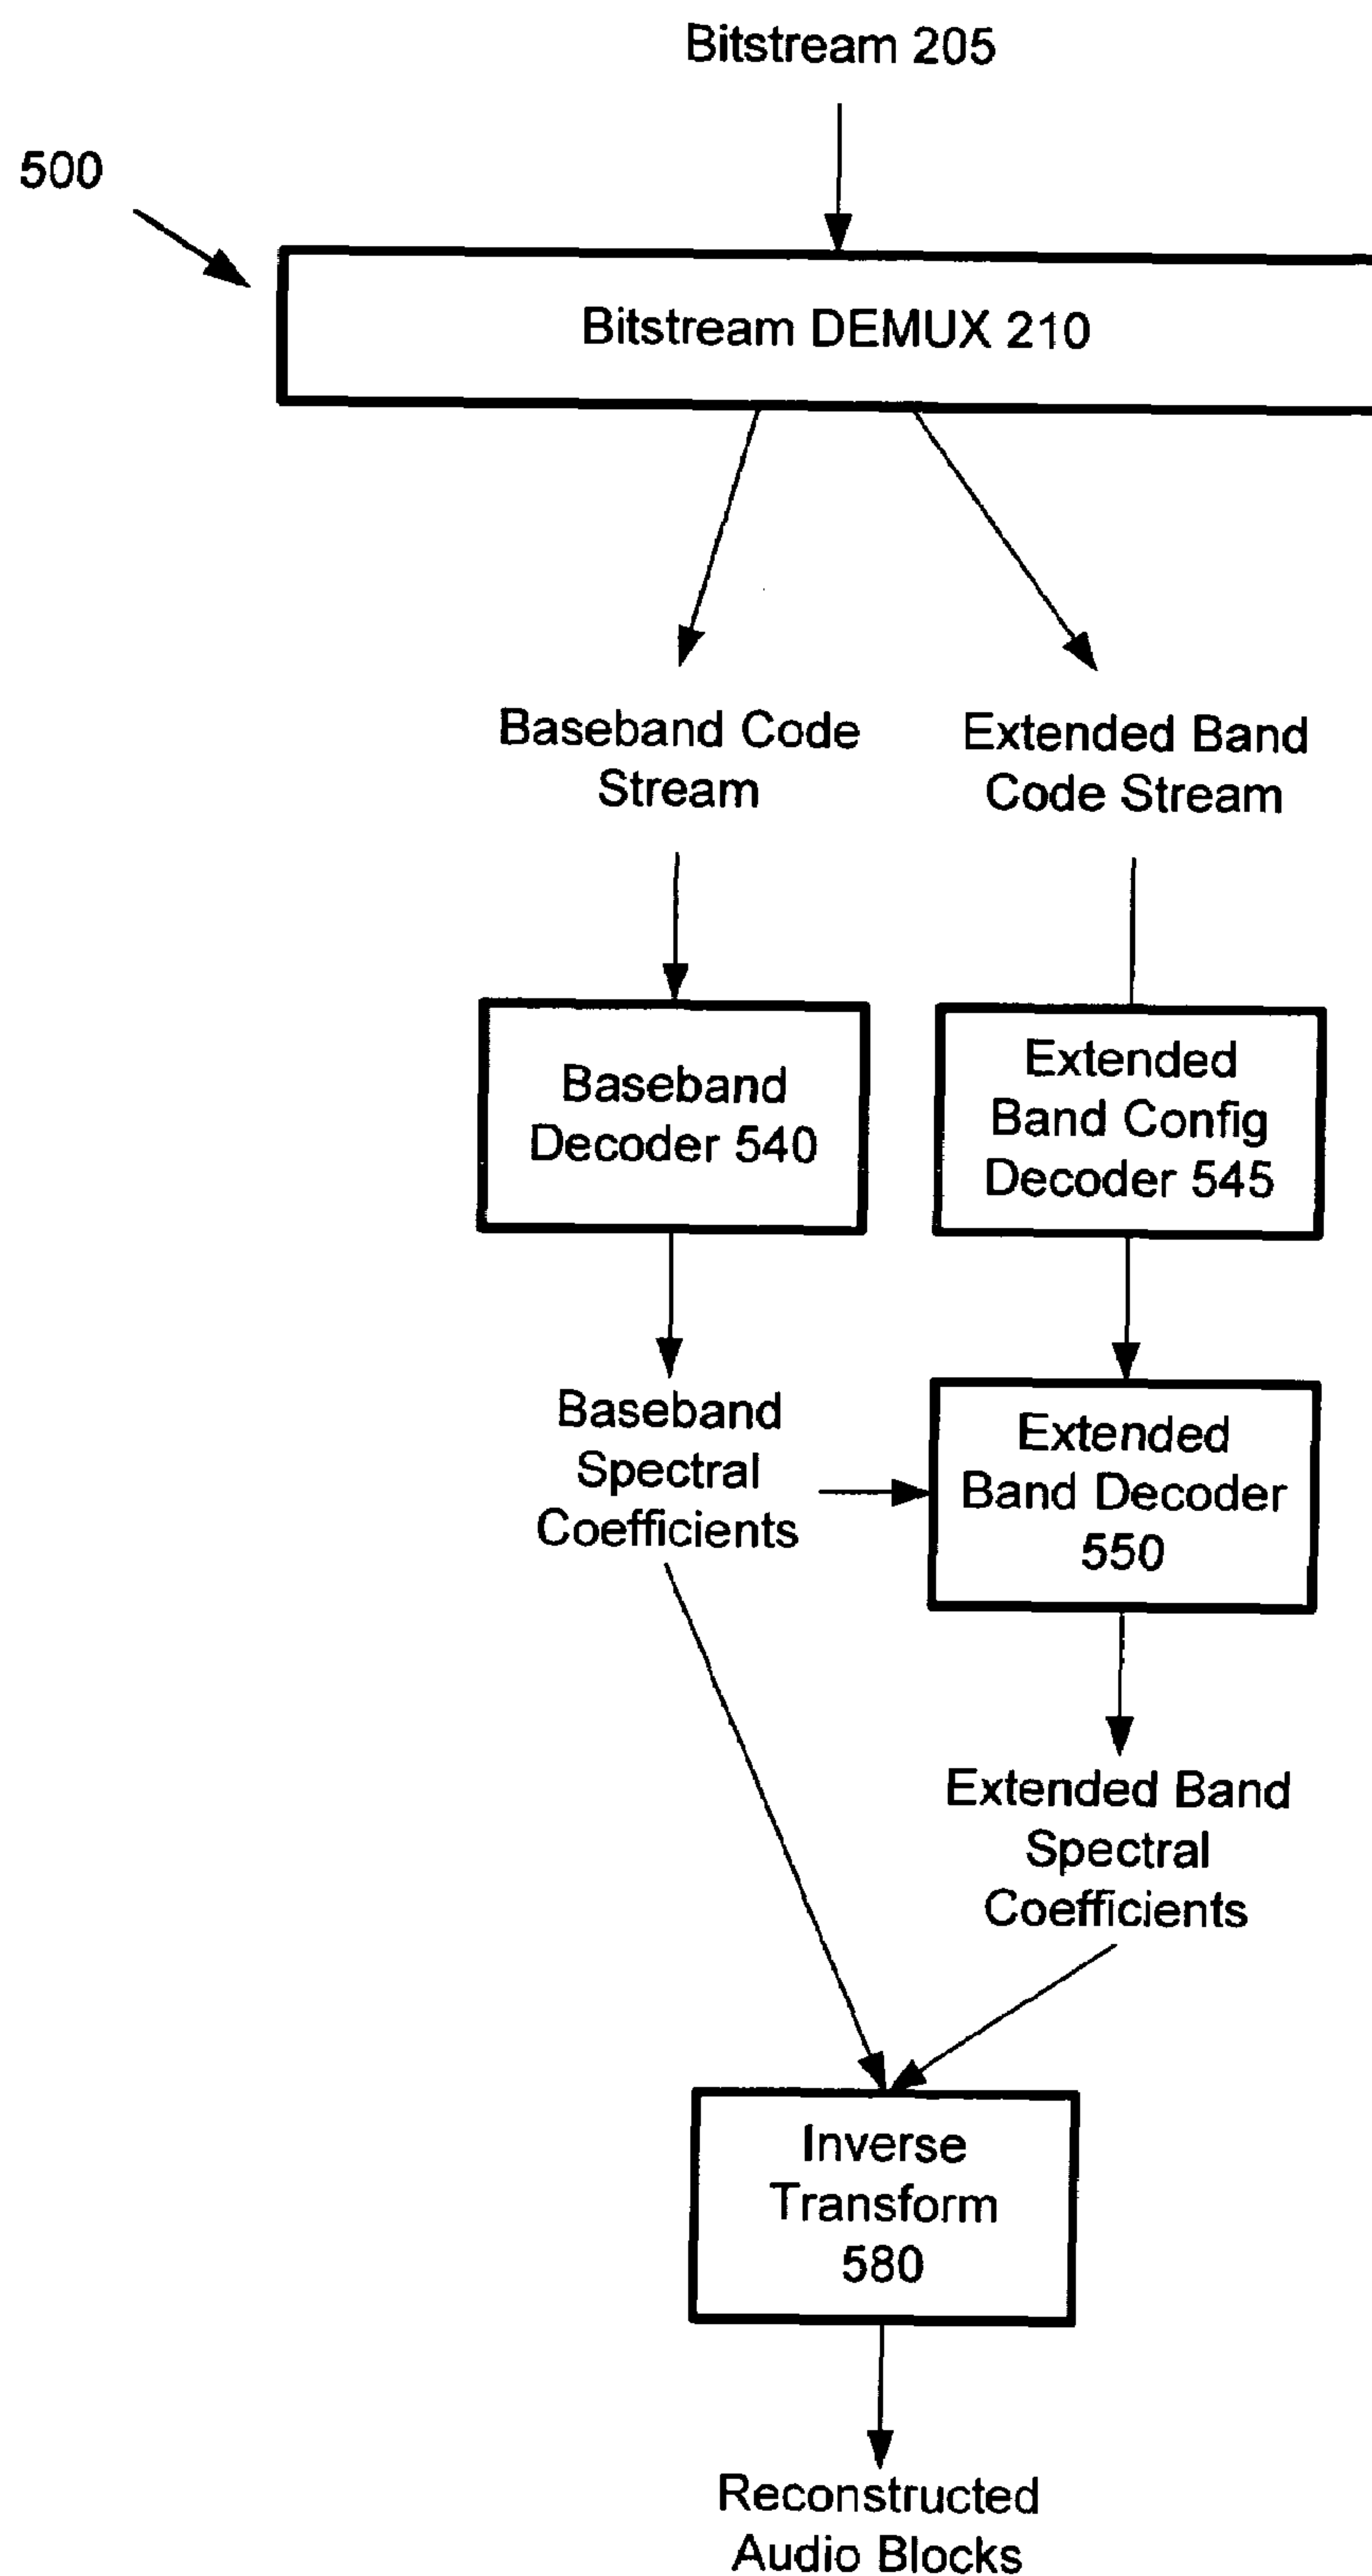 Bitstream 205
500
Bitstream DEMUX 210
Baseband Code
Stream
Extended Band
Code Stream
Baseband
Decoder 540
Extended
Band Config
Decoder 545
Baseband
Spectral
Coefficients
Extended
Band Decoder
550
Extended Band
Spectral
Coefficients
Inverse
Transform
580
Reconstructed
Audio Blocks